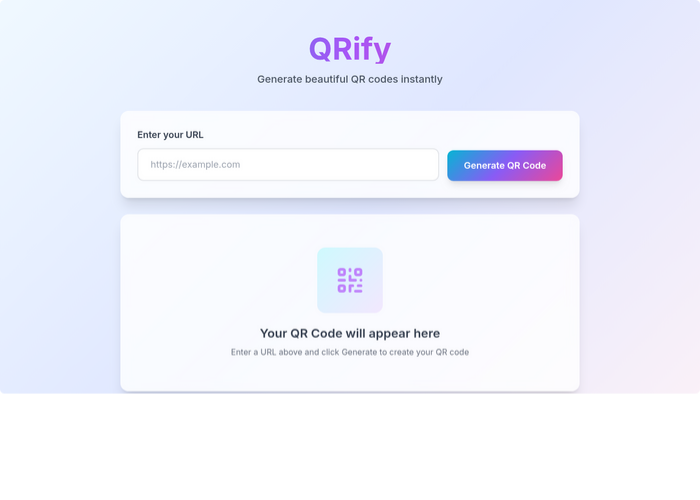 QRify
Generate beautiful QR codes instantly
Enter your URL
https://example.com
Generate QR Code
Your QR Code will appear here
Enter a URL above and click Generate to create your QR code